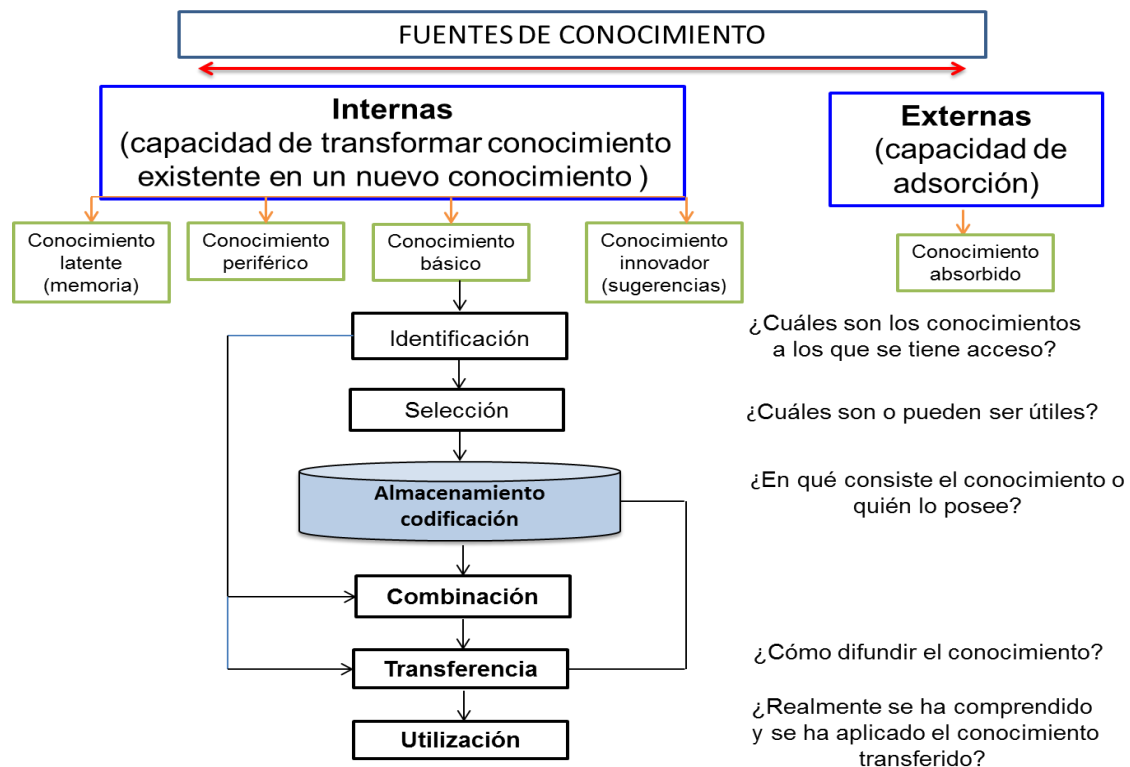 FUENTES DE CONOCIMIENTO
Internas
(capacidad de transformar conocimiento
existente en un nuevo conocimiento )
Externas
(capacidad de
adsorción)
Conocimiento
latente
(memoria)
Conocimiento
periférico
Conocimiento
básico
Conocimiento
innovador
(sugerencias)
Conocimiento
absorbido
Identificación
¿Cuáles son los conocimientos
a los que se tiene acceso?
Selección
¿Cuáles son o pueden ser útiles?
Almacenamiento
codificación
¿En qué consiste el conocimiento o
quién lo posee?
Combinación
Transferencia
¿Cómo difundir el conocimiento?
Utilización
¿Realmente se ha comprendido
y se ha aplicado el conocimiento
transferido?